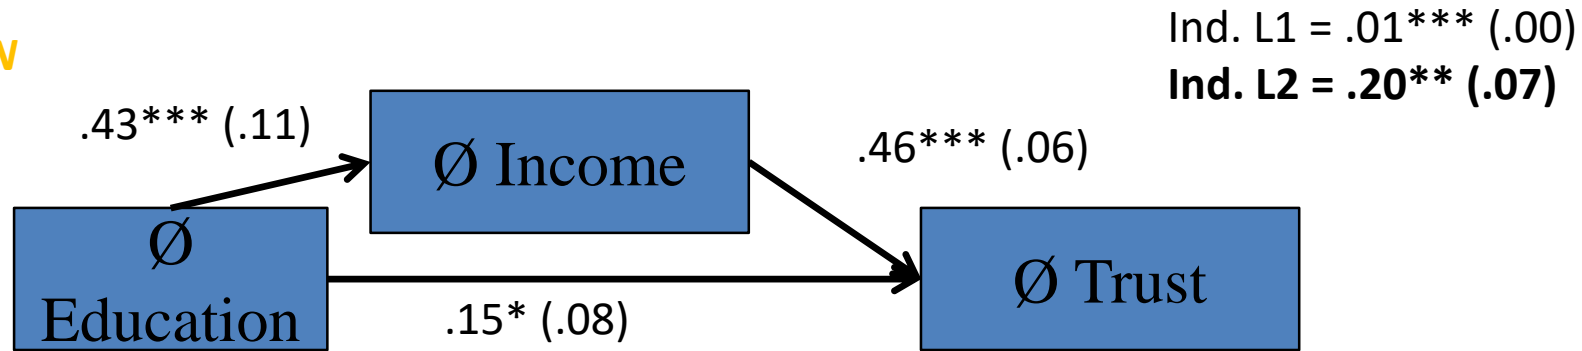 Ind. L1 = .01*** (.00)
Ind. L2 = .20** (.07)
.43*** (.11)
Ø Income
.46*** (.06)
Ø
Education
.15* (.08)
Ø Trust